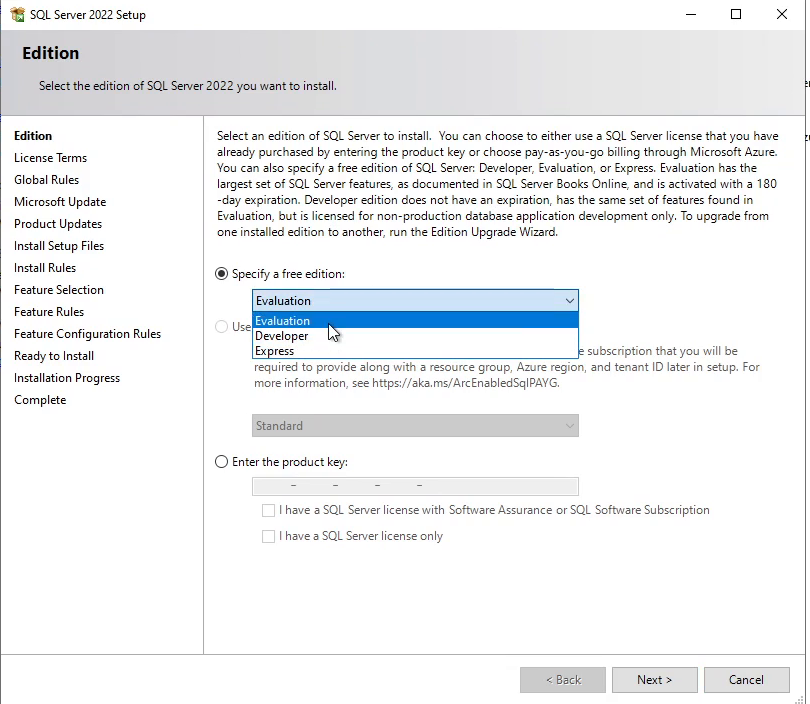 SQL Server 2022 Setup
Edition
Select the edition of SQL Server 2022 you want to install.
Edition
License Terms
Global Rules
Microsoft Update
Product Updates
Install Setup Files
Install Rules
Feature Selection
Feature Rules
Feature Configuration Rules
Ready to Install
Installation Progress
Complete
Select an edition of SQL Server to install. You can choose to either use a SQL Server license that you have
already purchased by entering the product key or choose pay-as-you-go billing through Microsoft Azure.
You can also specify a free edition of SQL Server: Developer, Evaluation, or Express. Evaluation has the
largest set of SQL Server features, as documented in SQL Server Books Online, and is activated with a 180
-day expiration. Developer edition does not have an expiration, has the same set of features found in
Evaluation, but is licensed for non-production database application development only. To upgrade from
one installed edition to another, run the Edition Upgrade Wizard.
Specify a free edition:
Evaluation
Evaluation
Use
Developer
Express
e subscription that you will be
required to provide along with a resource group, Azure region, and tenant ID later in setup. For
more information, see https://aka.ms/ArcEnabledSqlPAYG.
Standard
Enter the product key:
- - - -
I have a SQL Server license with Software Assurance or SQL Software Subscription
I have a SQL Server license only
< Back
Next >
Cancel